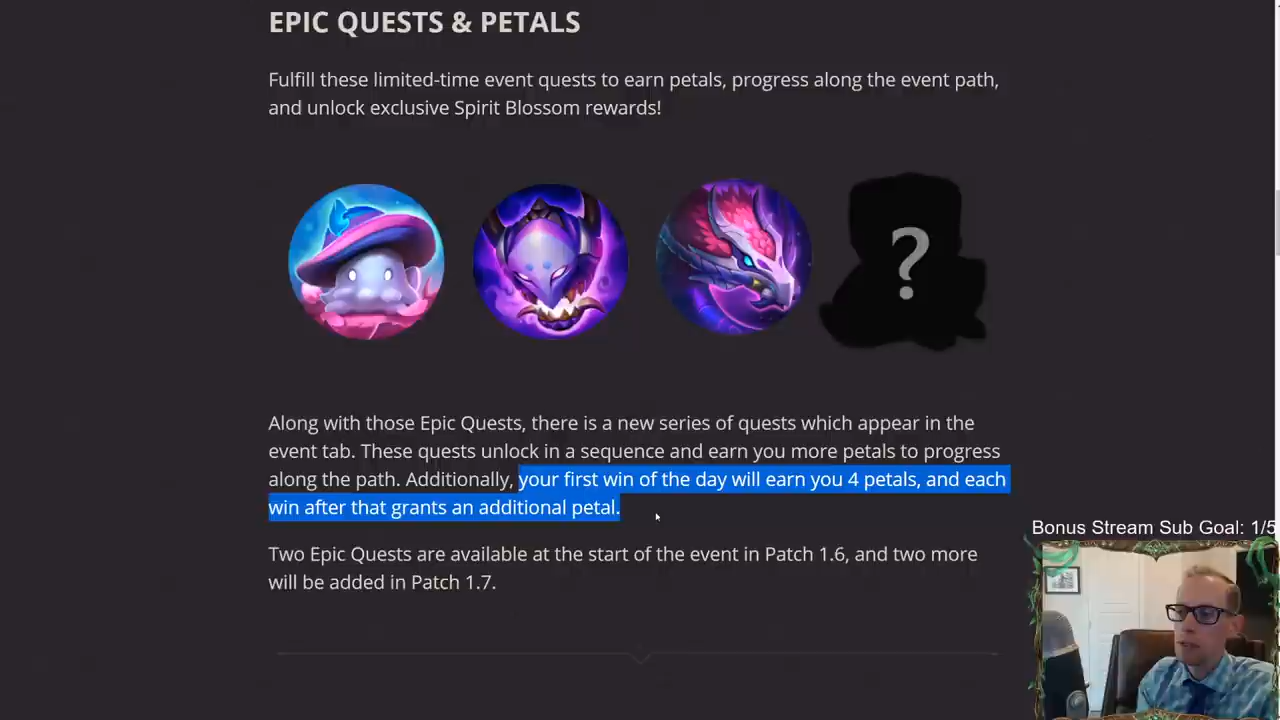 EPIC QUESTS & PETALS
Fulfill these limited-time event quests to earn petals, progress along the event path,
and unlock exclusive Spirit Blossom rewards!
?
Along with those Epic Quests, there is a new series of quests which appear in the
event tab. These quests unlock in a sequence and earn you more petals to progress
along the path. Additionally, your first win of the day will earn you 4 petals, and each
win after that grants an additional petal.
Bonus Stream Sub Goal: 1/5
Two Epic Quests are available at the start of the event in Patch 1.6, and two more
will be added in Patch 1.7.